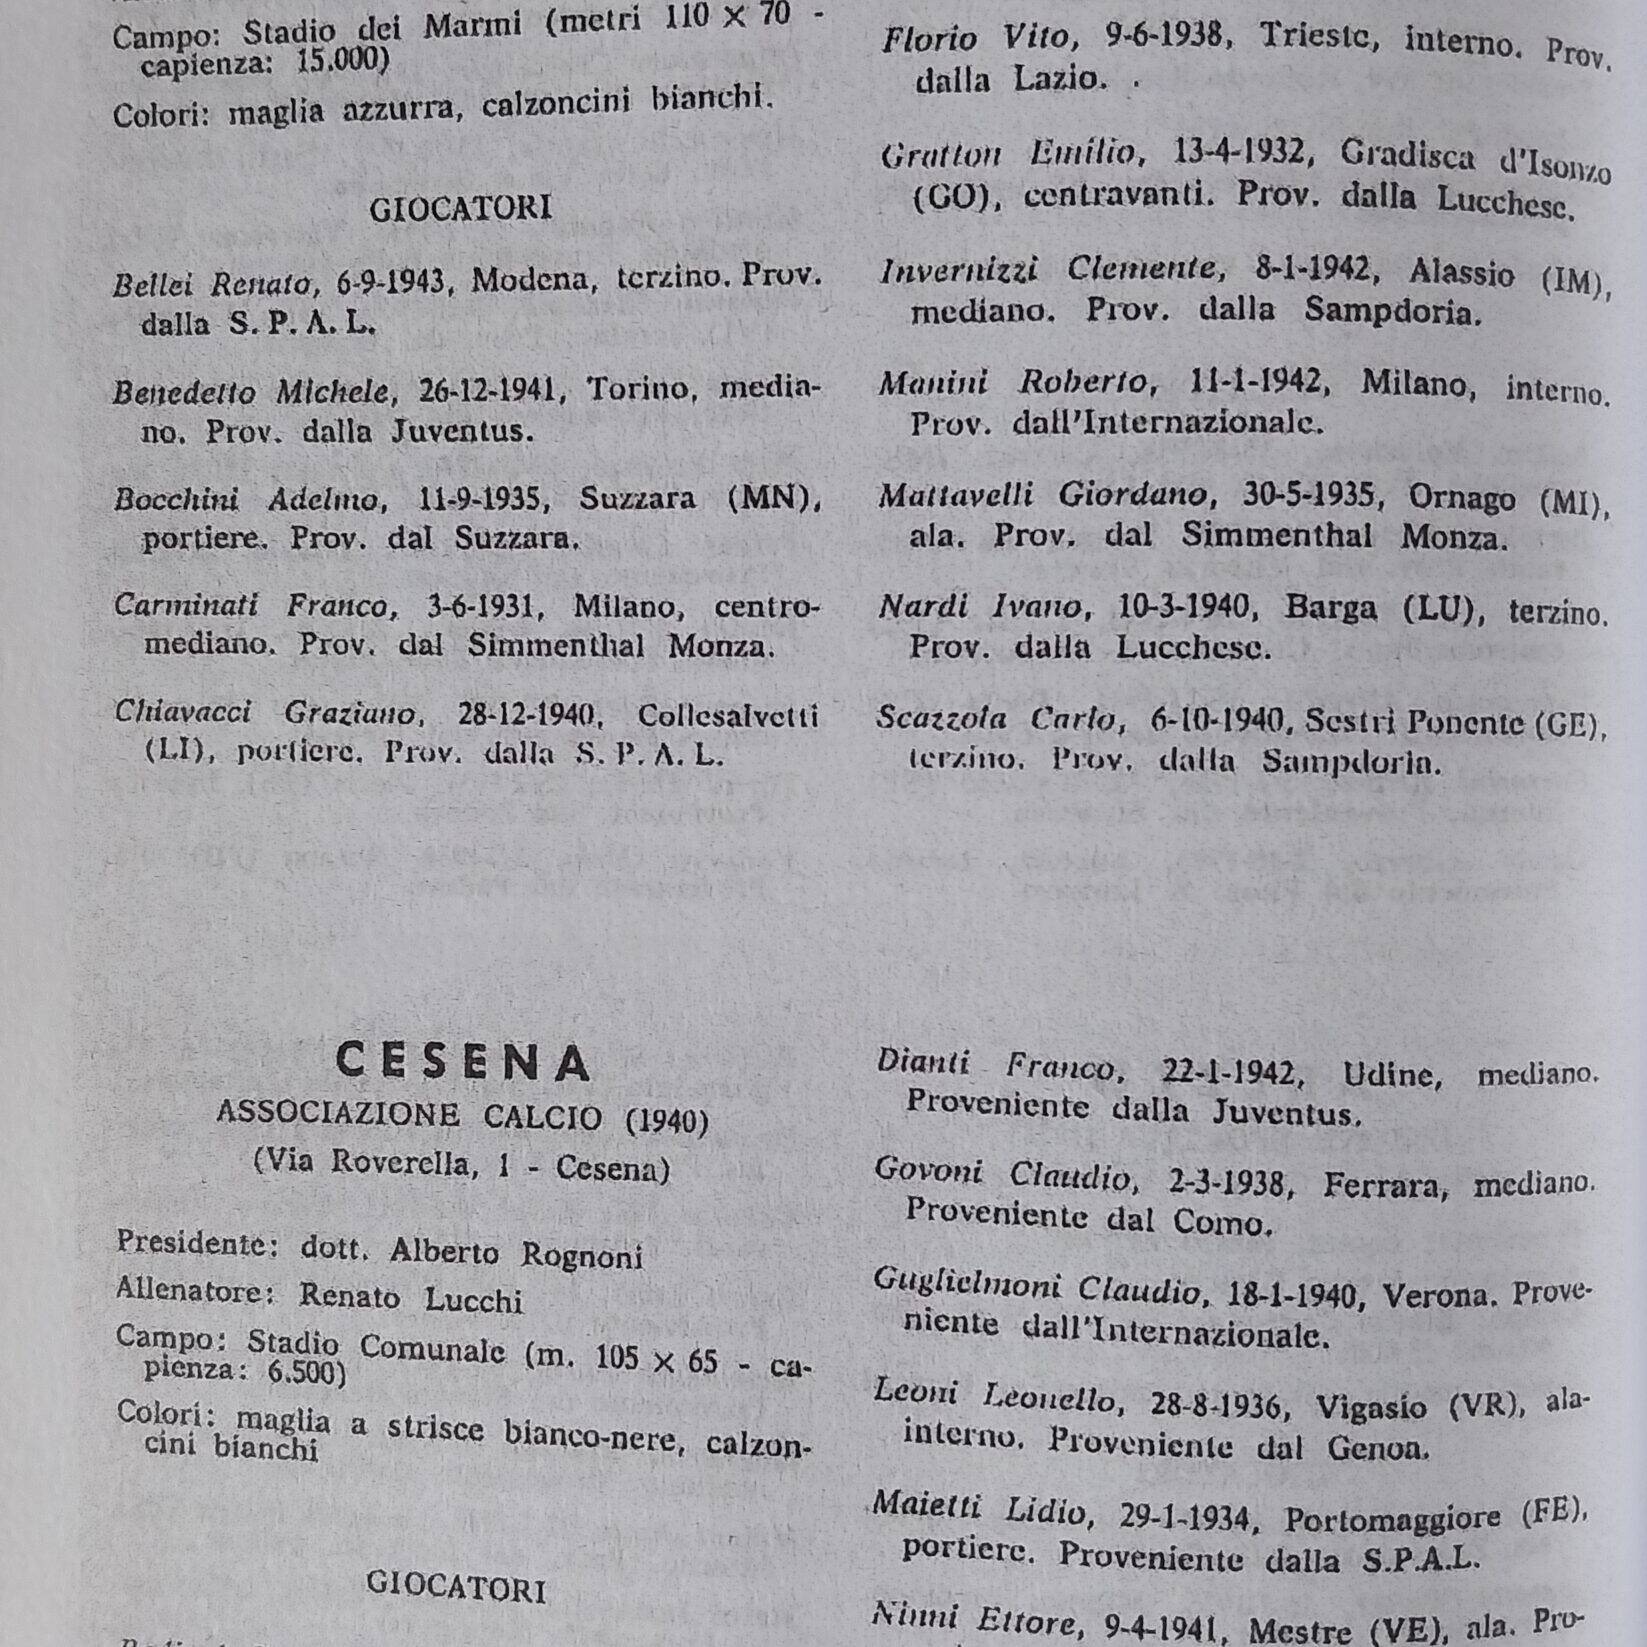 Campo: Stadio dei Marmi (metri 110 × 70 -
capienza: 15.000)
Colori: maglia azzurra, calzoncini bianchi.
GIOCATORI
Bellei Renato, 6-9-1943, Modena, terzino. Prov.
dalla S. P. A. L.
Benedetto Michele, 26-12-1941, Torino, media-
no. Prov. dalla Juventus.
Bocchini Adelmo, 11-9-1935, Suzzara (MN),
portiere. Prov. dal Suzzara.
Carminati Franco, 3-6-1931, Milano, centro-
mediano. Prov. dal Simmenthal Monza.
Chiavacci Graziano, 28-12-1940, Collesalvetti
(LI), portiere. Prov. dalla S. P. A. L.
Florio Vito, 9-6-1938, Trieste, interno. Prov.
dalla Lazio.
Gratton Emilio, 13-4-1932, Gradisca d'Isonzo
(GO), centravanti. Prov. dalla Lucchese.
Invernizzi Clemente, 8-1-1942, Alassio (IM),
mediano. Prov. dalla Sampdoria.
Manini Roberto, 11-1-1942, Milano, interno.
Prov. dall'Internazionale.
Mattavelli Giordano, 30-5-1935, Ornago (MI),
ala. Prov. dal Simmenthal Monza.
Nardi Ivano, 10-3-1940, Barga (LU), terzino.
Prov. dalla Lucchese.
Scazzola Carlo, 6-10-1940, Sestri Ponente (GE),
terzino. Prov. dalla Sampdoria.
CESENA
ASSOCIAZIONE CALCIO (1940)
(Via Roverella, 1 - Cesena)
Presidente: dott. Alberto Rognoni
Allenatore: Renato Lucchi
Campo: Stadio Comunale (m. 105 × 65 - ca-
pienza: 6.500)
Colori: maglia a strisce bianco-nere, calzon-
cini bianchi
GIOCATORI
Dianti Franco, 22-1-1942, Udine, mediano.
Proveniente dalla Juventus.
Govoni Claudio, 2-3-1938, Ferrara, mediano.
Proveniente dal Como.
Guglielmoni Claudio, 18-1-1940, Verona. Prove-
niente dall'Internazionale.
Leoni Leonello, 28-8-1936, Vigasio (VR), ala-
interno. Proveniente dal Genoa.
Maietti Lidio, 29-1-1934, Portomaggiore (FE),
portiere. Proveniente dalla S.P.A.L.
Ninni Ettore, 9-4-1941, Mestre (VE), ala. Pro-